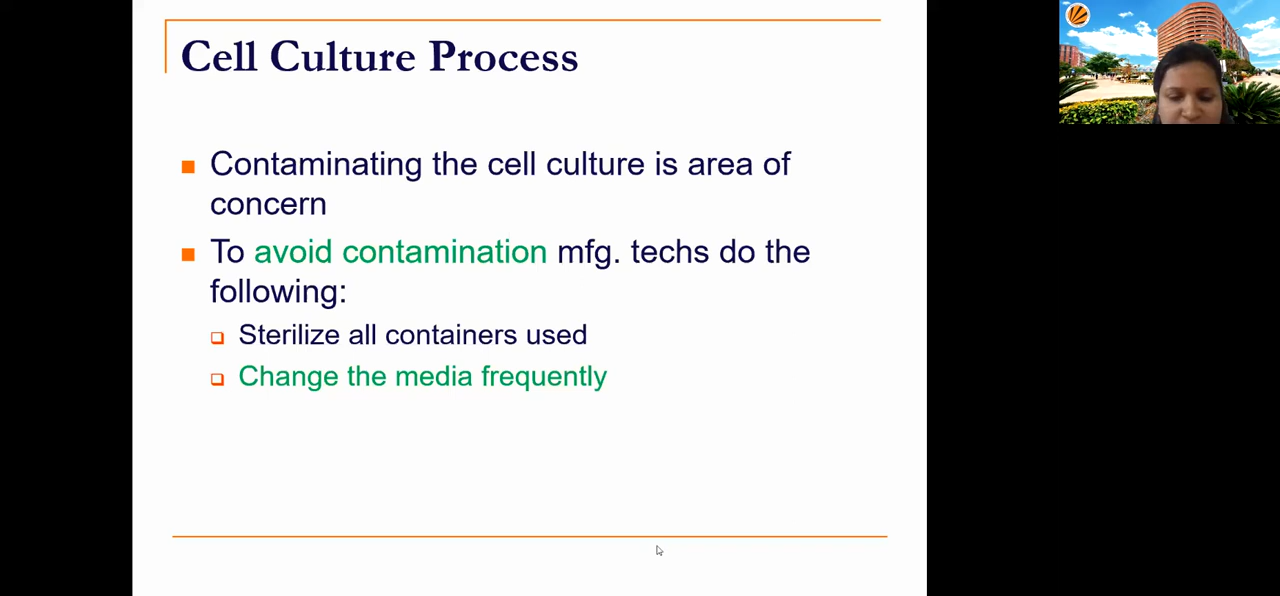 Cell Culture Process
Contaminating the cell culture is area of
concern
To avoid contamination mfg. techs do the
following:
Sterilize all containers used
Change the media frequently